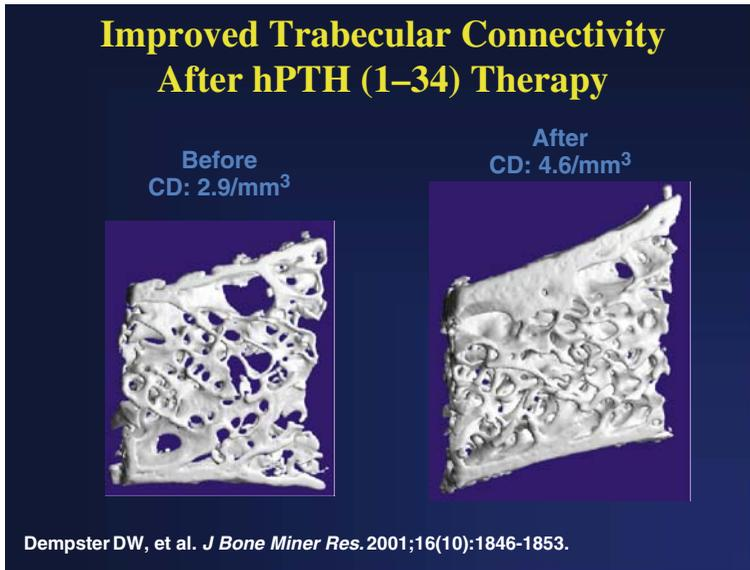 Improved Trabecular Connectivity
After hPTH (1–34) Therapy
Before
CD: 2.9/mm³
After
CD: 4.6/mm³
Dempster DW, et al. J Bone Miner Res. 2001;16(10):1846-1853.